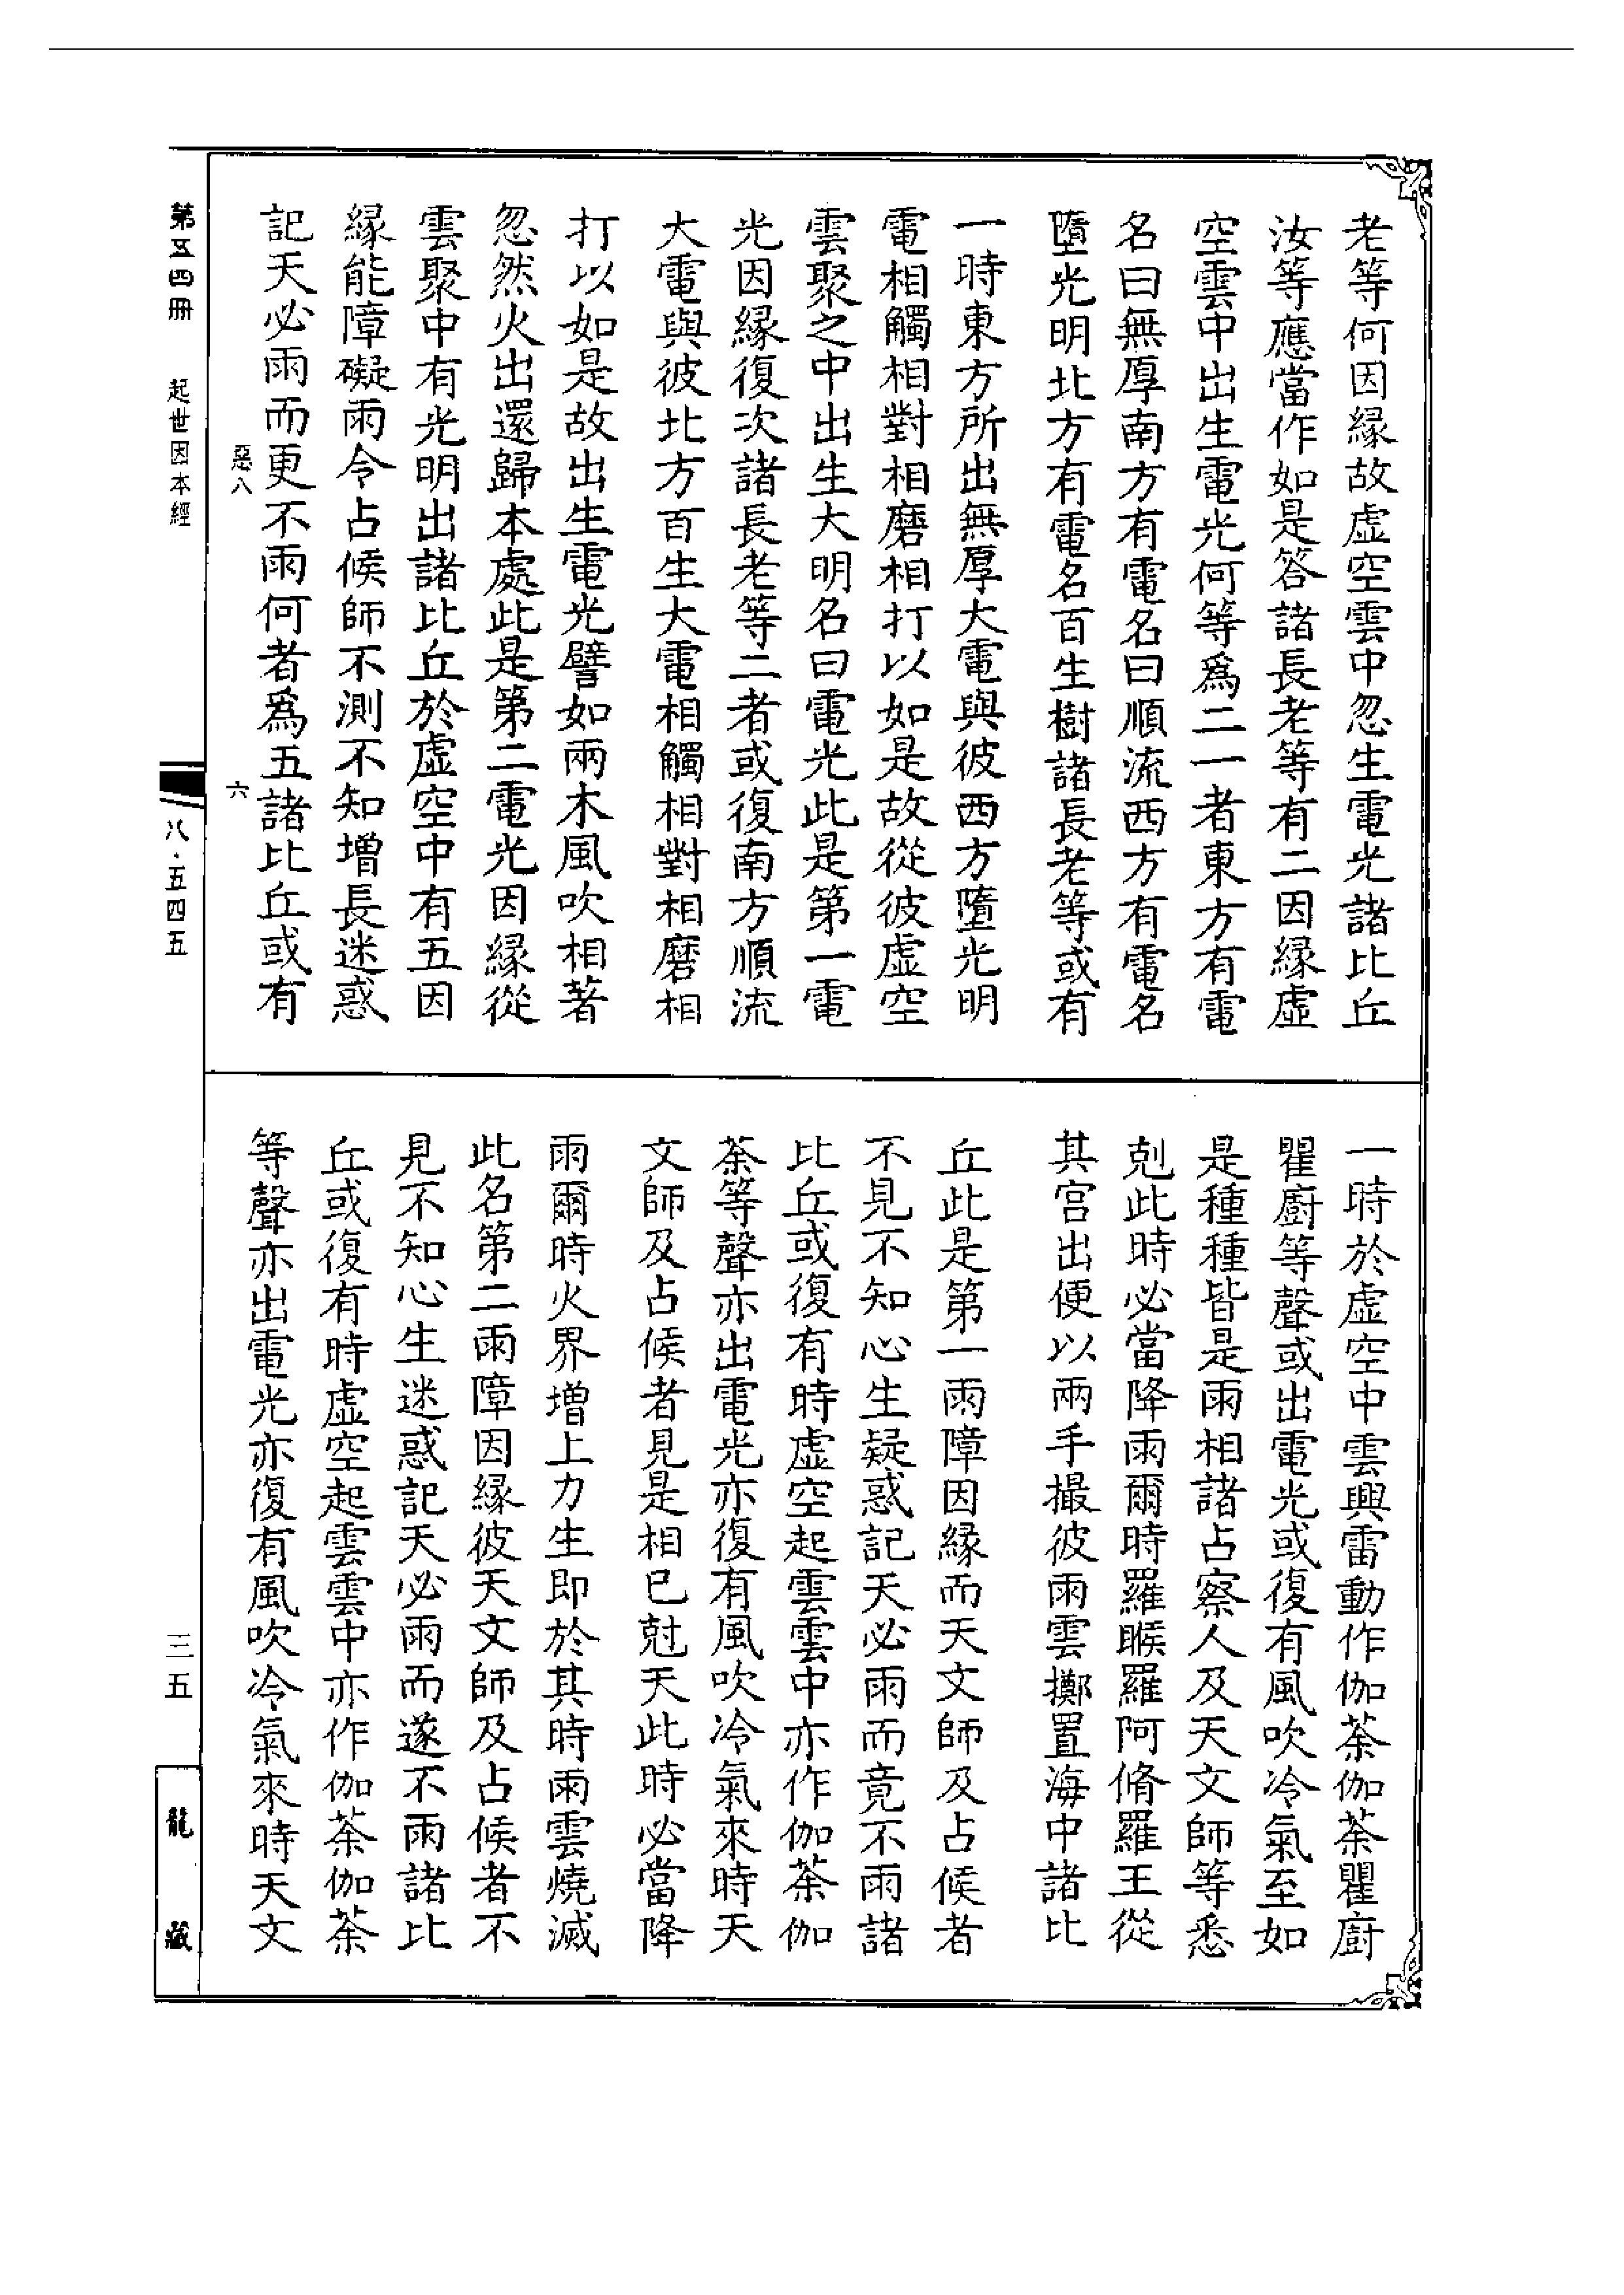 老等何因縁故虚空雲中忽生電光諸比丘
汝等應當作如是答諸長老等有二因縁虚
空雲中出生電光何等爲二一者東方有電
名曰無厚南方有電名曰順流西方有電名
墮光明北方有電名百生樹諸長老等或有
一時東方所出無厚大電與彼西方墮光明
電相觸相對相磨相打以如是故從彼虚空
雲聚之中出生大明名曰電光此是第一電
光因縁復次諸長老等二者或復南方順流
大電與彼北方百生大電相觸相對相磨相
打以如是故出生電光譬如兩木風吹相著
忽然火出還歸本處此是第二電光因縁從
雲聚中有光明出諸比丘於虚空中有五因
縁能障礙雨令占候師不測不知增長迷惑
記天必雨而更不雨何者爲五諸比丘或有
一時於虚空中雲興雷動作伽茶伽茶瞿廚
瞿廚等聲或出電光或復有風吹冷氣至如
是種種皆是雨相諸占察人及天文師等悉
剋此時必當降雨爾時羅睺羅阿脩羅王從
其宫出便以兩手撮彼雨雲擲置海中諸比
丘此是第一雨障因縁而天文師及占候者
不見不知心生疑惑記天必雨而竟不雨諸
比丘或復有時虚空起雲雲中亦作伽茶伽
茶等聲亦出電光亦復有風吹冷氣來時天
文師及占候者見是相已尅天此時必當降
雨爾時火界增上力生即於其時雨雲燒滅
此名第二雨障因縁彼天文師及占候者不
見不知心生迷惑記天必雨而遂不雨諸比
丘或復有時虚空起雲雲中亦作伽茶伽茶
等聲亦出電光亦復有風吹冷氣來時天文
惡八
六
第五四冊
起世因本經
八·五四五
三五
龍藏